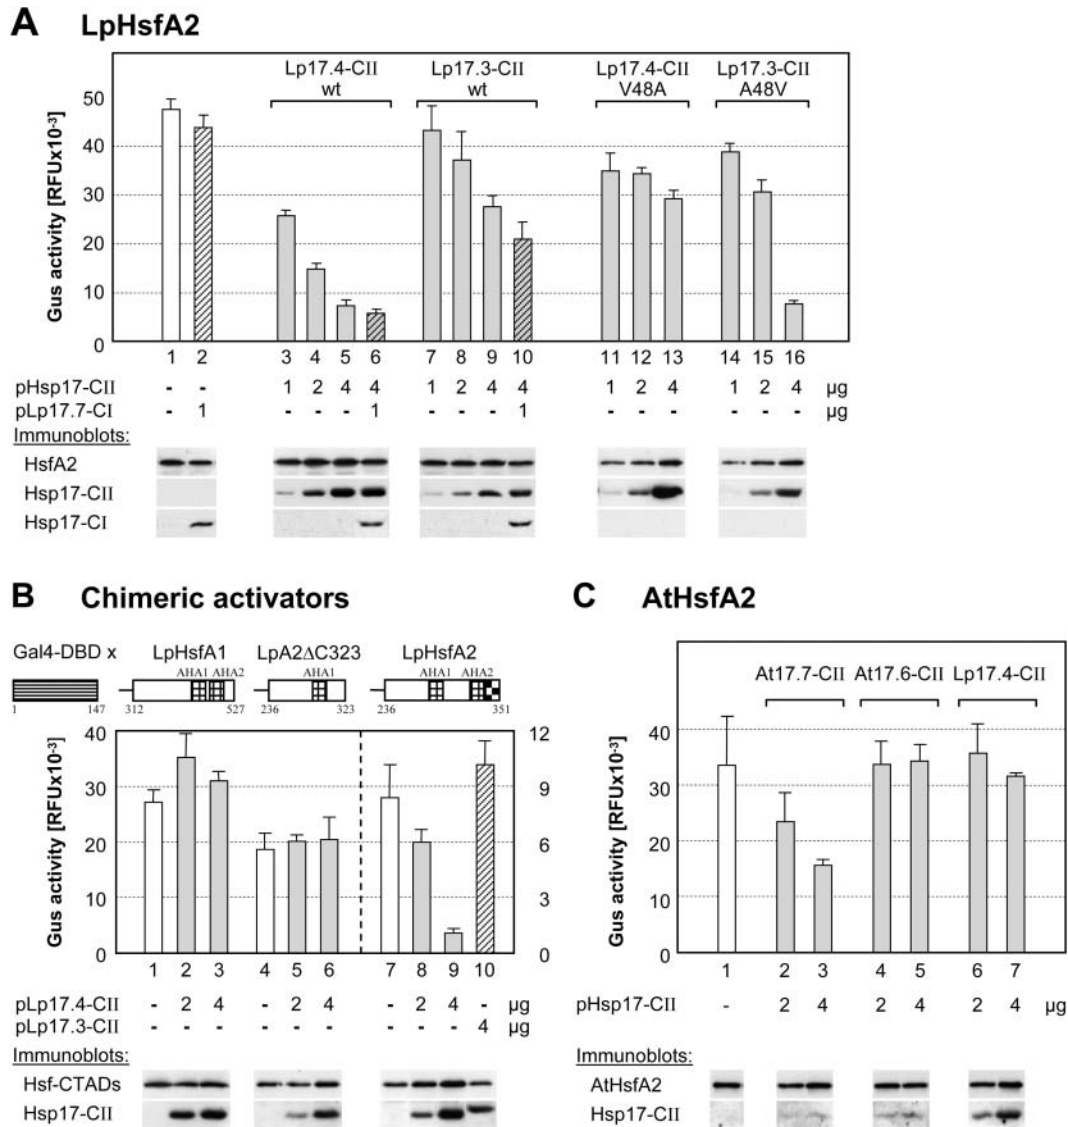 A LpHsfA2
Lp17.4-CII Lp17.3-CII Lp17.4-CII Lp17.3-CII
wt wt V48A A48V
Gus activity [RFUx10-3]
50
40
30
20
10
0
1 2 3 4 5 6 7 8 9 10 11 12 13 14 15 16
pHsp17-CII - - 1 2 4 4 1 2 4 4 1 2 4 1 2 4 µg
pLp17.7-CI - 1 - - - 1 - - - 1 - - - - - - µg
Immunoblots:
HsfA2
Hsp17-CII
Hsp17-CI
B Chimeric activators
Gal4-DBD x LpHsfA1 LpA2ΔC323 LpHsfA2
AHA1 AHA2 AHA1 AHA1 AHA2
1 147 312 527 236 323 236 351
Gus activity [RFUx10-3]
40 12
30 9
20 6
10 3
0 0
1 2 3 4 5 6 7 8 9 10
pLp17.4-CII - 2 4 - 2 4 - 2 4 - µg
pLp17.3-CII - - - - - - - - - 4 µg
Immunoblots:
Hsf-CTADs
Hsp17-CII
C AtHsfA2
At17.7-CII At17.6-CII Lp17.4-CII
Gus activity [RFUx10-3]
40
30
20
10
0
1 2 3 4 5 6 7
pHsp17-CII - 2 4 2 4 2 4 µg
Immunoblots:
AtHsfA2
Hsp17-CII